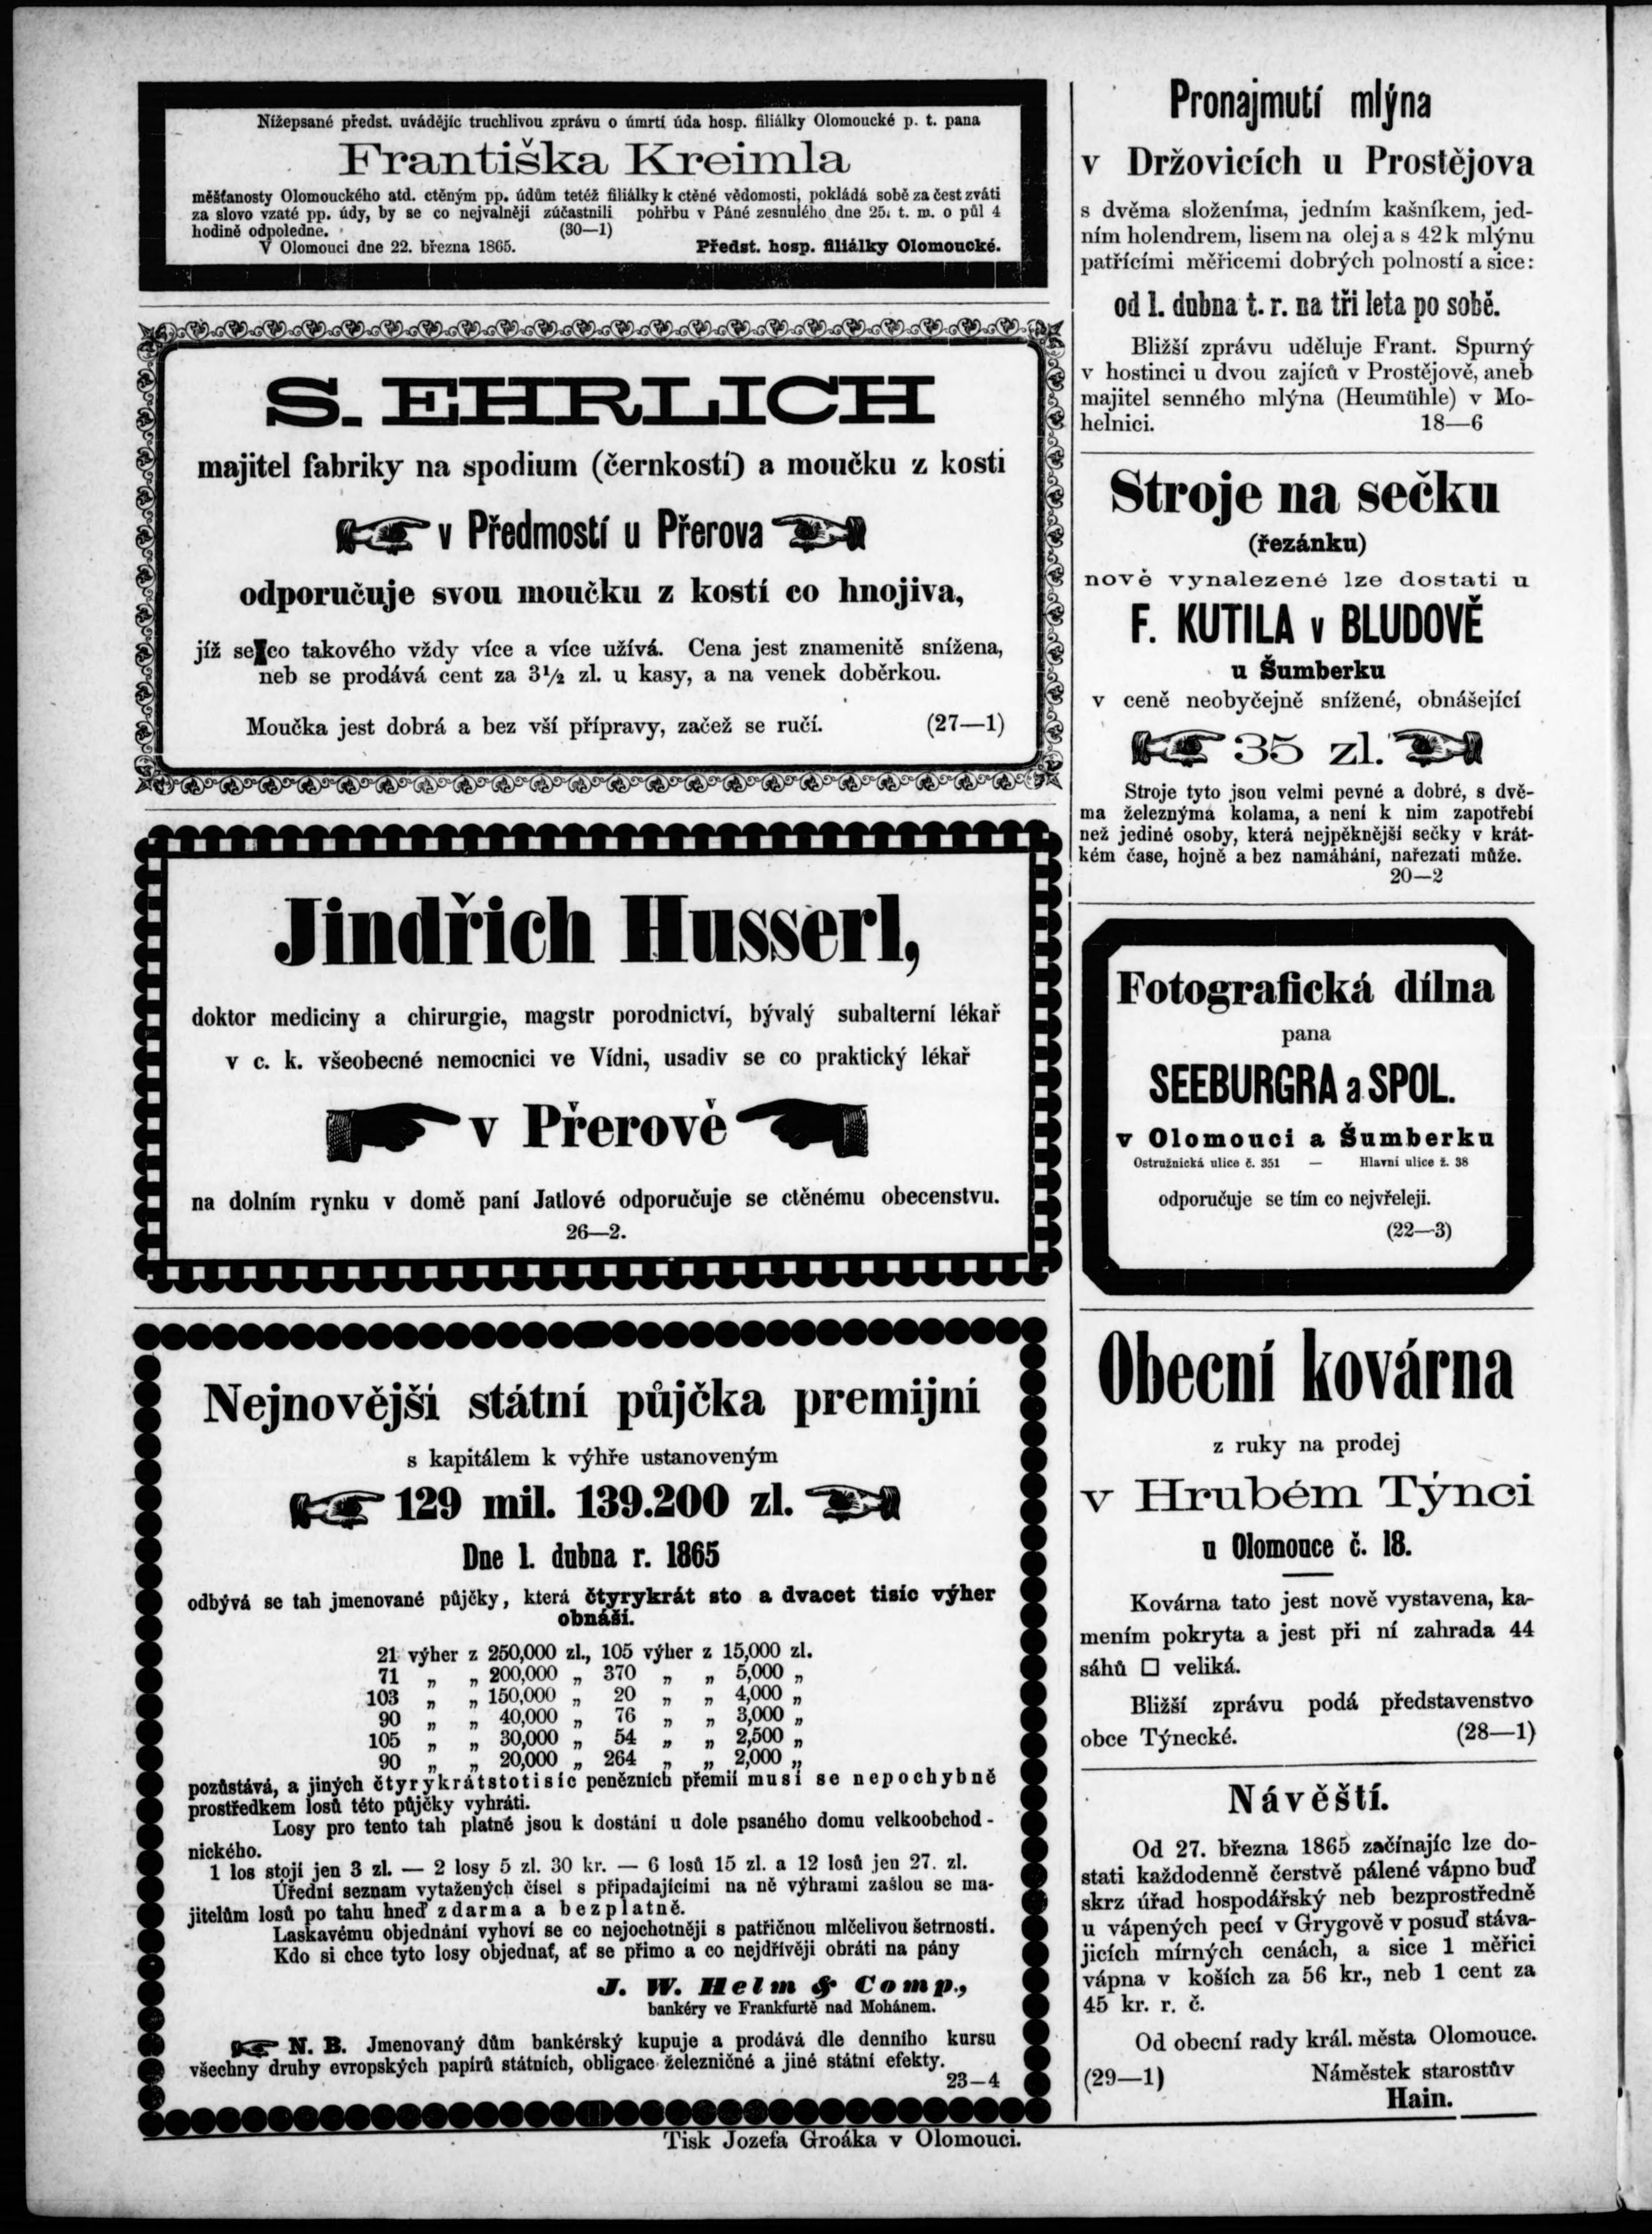 Nížepsané předst. uvádějíc truchlivou zprávu o úmrtí úda hosp. filiálky Olomoucké p. t. pana
Františka Kreimla
měšťanosty Olomouckého atd. ctěným pp. údům tetéž filiálky k ctěné vědomosti, pokládá sobě za čest zváti
za slovo vzaté pp. údy, by se co nejvalněji zúčastnili pohřbu v Páně zesnulého dne 25. t. m. o půl 4
hodině odpoledne. (30—1)
V Olomouci dne 22. března 1865. Předst. hosp. filiálky Olomoucké.
S. EHRLICH
majitel fabriky na spodium (černkostí) a moučku z kosti
v Předmostí u Přerova
odporučuje svou moučku z kostí co hnojiva,
jíž se co takového vždy více a více užívá. Cena jest znamenitě snížena,
neb se prodává cent za 3½ zl. u kasy, a na venek doběrkou.
Moučka jest dobrá a bez vší přípravy, začež se ručí. (27—1)
Jindřich Husserl,
doktor mediciny a chirurgie, magstr porodnictví, bývalý subalterní lékař
v c. k. všeobecné nemocnici ve Vídni, usadiv se co praktický lékař
v Přerově
na dolním rynku v domě paní Jatlové odporučuje se ctěnému obecenstvu.
26—2.
Nejnovější státní půjčka premijní
s kapitálem k výhře ustanoveným
129 mil. 139.200 zl.
Dne 1. dubna r. 1865
odbývá se tah jmenované půjčky, která čtyrykrát sto a dvacet tisíc výher
obnáší.
21 výher z 250,000 zl., 105 výher z 15,000 zl.
71 „ „ 200,000 „ 370 „ „ 5,000 „
103 „ „ 150,000 „ 20 „ „ 4,000 „
90 „ „ 40,000 „ 76 „ „ 3,000 „
105 „ „ 30,000 „ 54 „ „ 2,500 „
90 „ „ 20,000 „ 264 „ „ 2,000 „
pozůstává, a jiných čtyrykrátstotisíc peněznich přemií musí se nepochybně
prostředkem losů této půjčky vyhráti.
Losy pro tento tah platné jsou k dostání u dole psaného domu velkoobchod-
nického.
1 los stojí jen 3 zl. — 2 losy 5 zl. 30 kr. — 6 losů 15 zl. a 12 losů jen 27. zl.
Úřední seznam vytažených čísel s připadajícími na ně výhrami zašlou se ma-
jitelům losů po tahu hneď zdarma a bezplatně.
Laskavému objednání vyhoví se co nejochotněji s patřičnou mlčelivou šetrností.
Kdo si chce tyto losy objednať, ať se přimo a co nejdřívěji obrátí na pány
J. W. Helm & Comp.,
bankéry ve Frankfurtě nad Mohánem.
N. B. Jmenovaný dům bankérský kupuje a prodává dle denního kursu
všechny druhy evropských papírů státních, obligace železničné a jiné státní efekty.
23—4
Tisk Jozefa Groáka v Olomouci.
Pronajmutí mlýna
v Držovicích u Prostějova
s dvěma složeníma, jedním kašníkem, jed-
ním holendrem, lisem na olej a s 42 k mlýnu
patřícími měřicemi dobrých polností a sice:
od 1. dubna t. r. na tři leta po sobě.
Bližší zprávu uděluje Frant. Spurný
v hostinci u dvou zajíců v Prostějově, aneb
majitel senného mlýna (Heumühle) v Mo-
helnici. 18—6
Stroje na sečku
(řezánku)
nově vynalezené lze dostati u
F. KUTILA v BLUDOVĚ
u Šumberku
v ceně neobyčejně snížené, obnášející
35 zl.
Stroje tyto jsou velmi pevné a dobré, s dvě-
ma železnýma kolama, a není k nim zapotřebí
než jediné osoby, která nejpěknější sečky v krát-
kém čase, hojně a bez namáhání, nařezati může.
20—2
Fotografická dílna
pana
SEEBURGRA a SPOL.
v Olomouci a Šumberku
Ostružnická ulice č. 351 — Hlavní ulice ž. 38
odporučuje se tím co nejvřeleji.
(22—3)
Obecní kovárna
z ruky na prodej
v Hrubém Týnci
u Olomouce č. 18.
Kovárna tato jest nově vystavena, ka-
mením pokryta a jest při ní zahrada 44
sáhů □ veliká.
Bližší zprávu podá představenstvo
obce Týnecké. (28—1)
Návěští.
Od 27. března 1865 začínajíc lze do-
stati každodenně čerstvě pálené vápno buď
skrz úřad hospodářský neb bezprostředně
u vápených pecí v Grygově v posuď stáva-
jicích mírných cenách, a sice 1 měřici
vápna v koších za 56 kr., neb 1 cent za
45 kr. r. č.
Od obecní rady král. města Olomouce.
(29—1) Náměstek starostův
Hain.